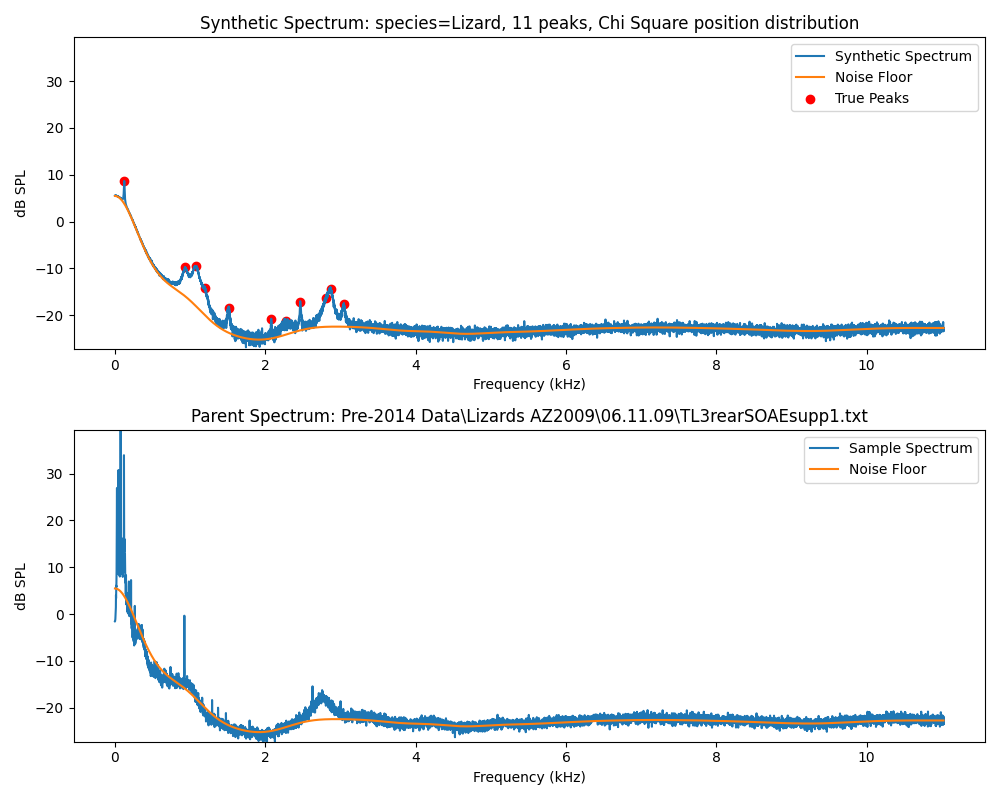 Synthetic Spectrum: species=Lizard, 11 peaks, Chi Square position distribution
dB SPL
30
20
10
0
−10
−20
Synthetic Spectrum
Noise Floor
True Peaks
0 2 4 6 8 10
Frequency (kHz)
Parent Spectrum: Pre-2014 Data\Lizards AZ2009\06.11.09\TL3rearSOAEsupp1.txt
dB SPL
30
20
10
0
−10
−20
Sample Spectrum
Noise Floor
0 2 4 6 8 10
Frequency (kHz)